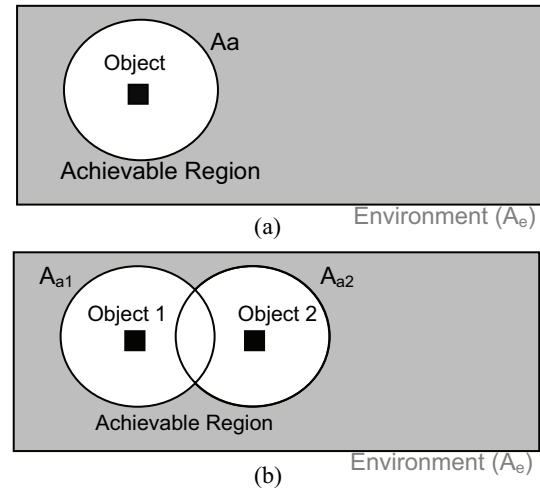 Aa
Object
Achievable Region
Environment (Aₑ)
(a)
Aₐ₁
Aₐ₂
Object 1
Object 2
Achievable Region
Environment (Aₑ)
(b)